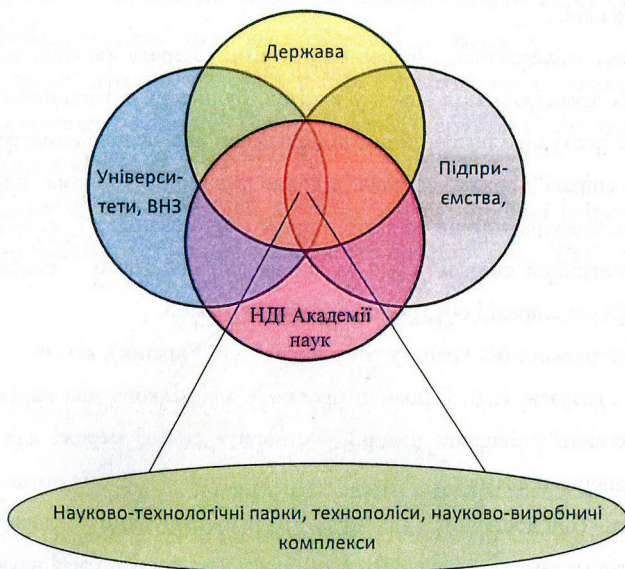 Держава
Універси-
тети, ВНЗ
Підпри-
ємства,
НДІ Академії
наук
Науково-технологічні парки, технополіси, науково-виробничі
комплекси